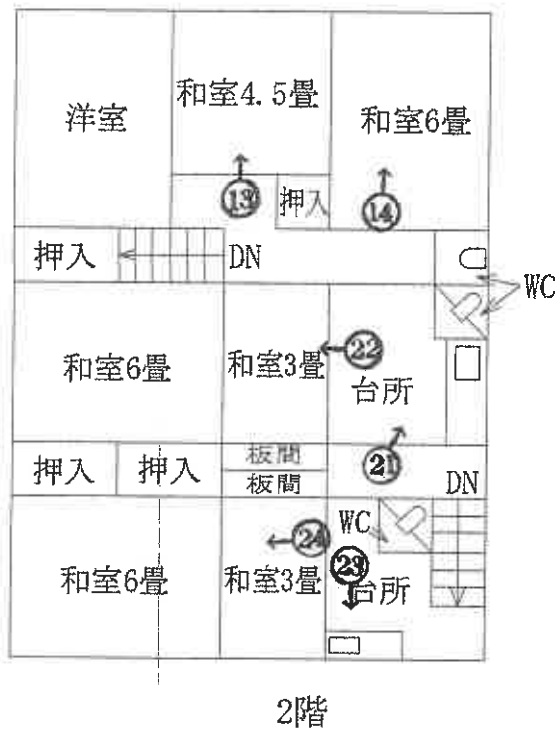 洋室
和室4.5畳
和室6畳
⑬
押入
⑭
押入
DN
WC
和室6畳
和室3畳
㉒
台所
押入
押入
板間
板間
㉑
DN
和室6畳
和室3畳
㉔
WC
㉓
台所
2階